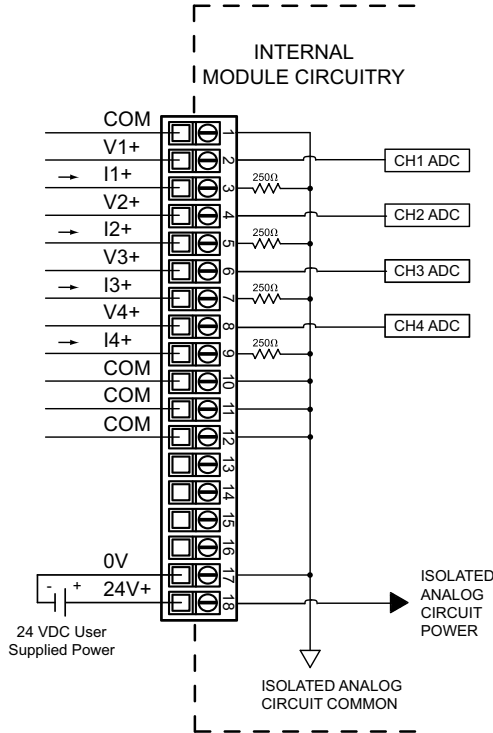 INTERNAL
MODULE CIRCUITRY
COM
1
V1+
2
CH1 ADC
I1+
3
250Ω
V2+
4
CH2 ADC
I2+
5
250Ω
V3+
6
CH3 ADC
I3+
7
250Ω
V4+
8
CH4 ADC
I4+
9
250Ω
COM
10
COM
11
COM
12
13
14
15
16
0V
17
- +
24V+
18
24 VDC User
Supplied Power
ISOLATED
ANALOG
CIRCUIT
POWER
ISOLATED ANALOG
CIRCUIT COMMON